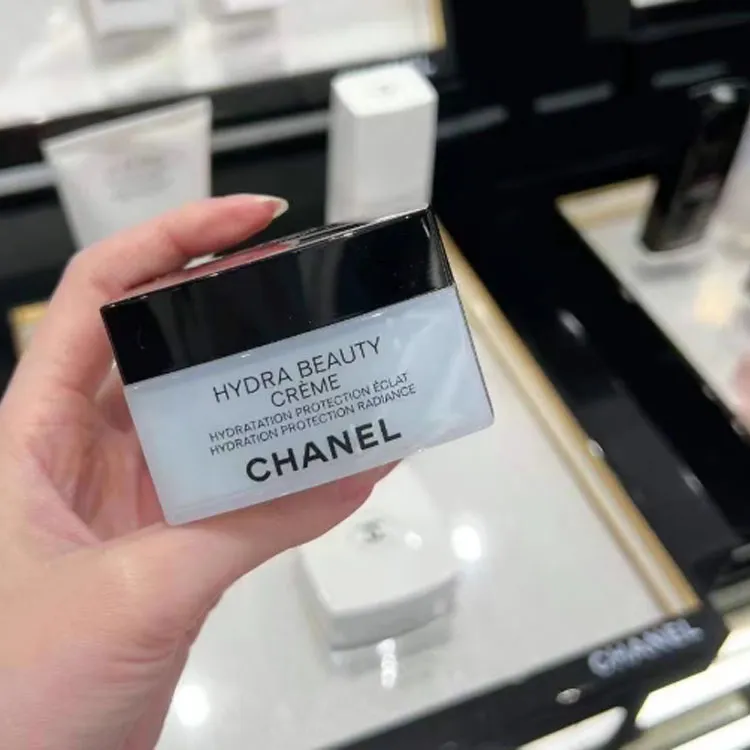 HYDRA BEAUTY
CRÈME
HYDRATATION PROTECTION ÉCLAT
HYDRATION PROTECTION RADIANCE
CHANEL
CHANEL